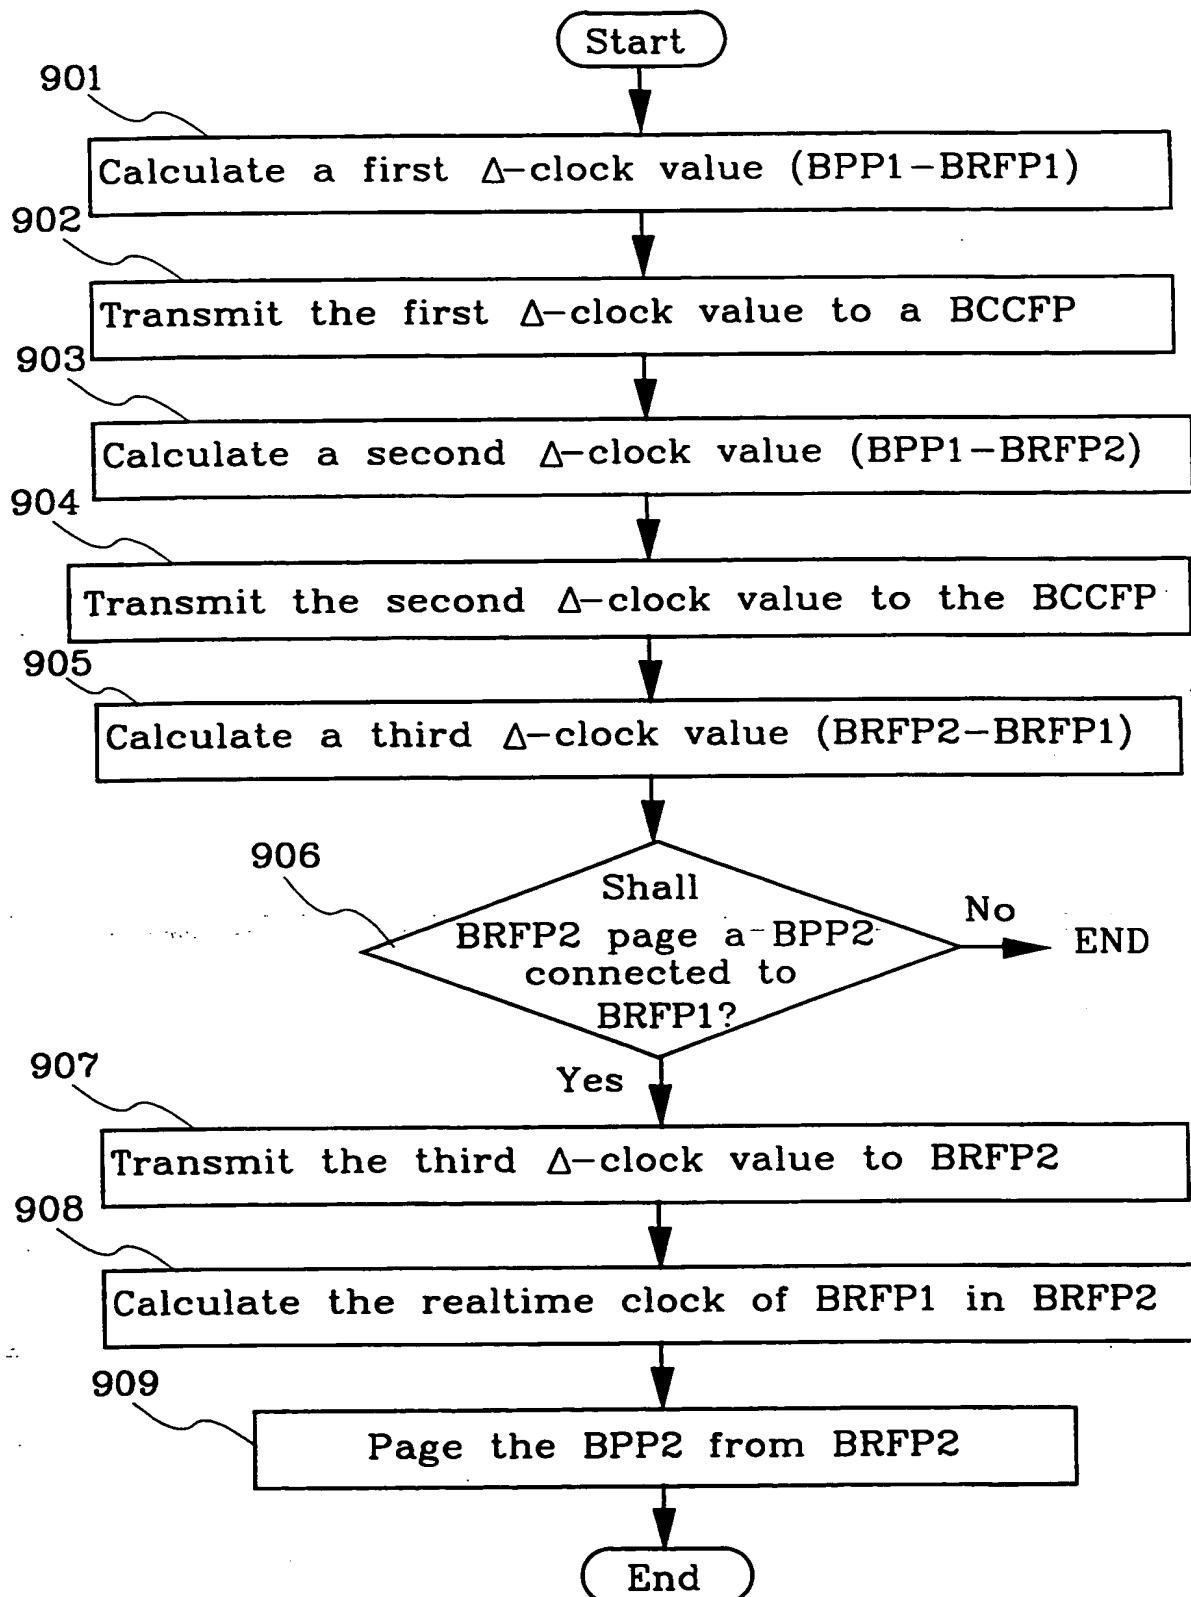 Start
901
Calculate a first Δ-clock value (BPP1-BRFP1)
902
Transmit the first Δ-clock value to a BCCFP
903
Calculate a second Δ-clock value (BPP1-BRFP2)
904
Transmit the second Δ-clock value to the BCCFP
905
Calculate a third Δ-clock value (BRFP2-BRFP1)
906
Shall
BRFP2 page a BPP2
connected to
BRFP1?
No
END
Yes
907
Transmit the third Δ-clock value to BRFP2
908
Calculate the realtime clock of BRFP1 in BRFP2
909
Page the BPP2 from BRFP2
End